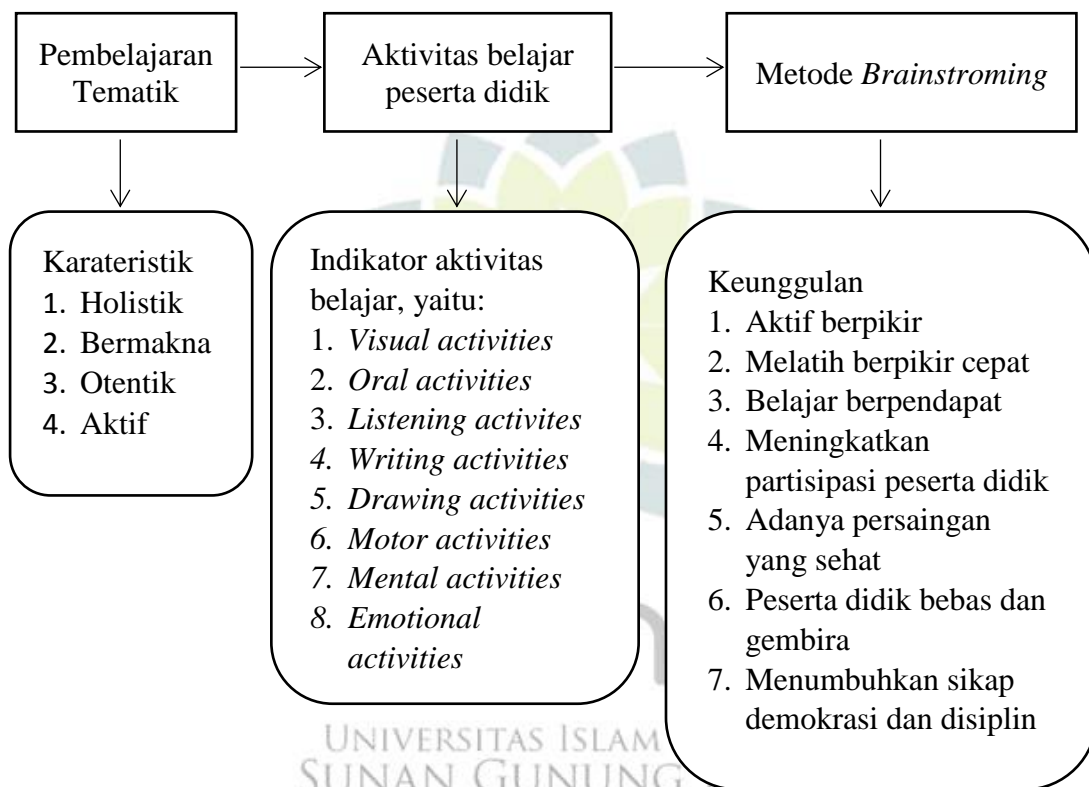 Pembelajaran
Tematik
Aktivitas belajar
peserta didik
Metode Brainstroming
Karateristik
1. Holistik
2. Bermakna
3. Otentik
4. Aktif
Indikator aktivitas
belajar, yaitu:
1. Visual activities
2. Oral activities
3. Listening activites
4. Writing activities
5. Drawing activities
6. Motor activities
7. Mental activities
8. Emotional
activities
Keunggulan
1. Aktif berpikir
2. Melatih berpikir cepat
3. Belajar berpendapat
4. Meningkatkan
partisipasi peserta didik
5. Adanya persaingan
yang sehat
6. Peserta didik bebas dan
gembira
7. Menumbuhkan sikap
demokrasi dan disiplin
UNIVERSITAS ISLAM
SUNAN GUNUNG